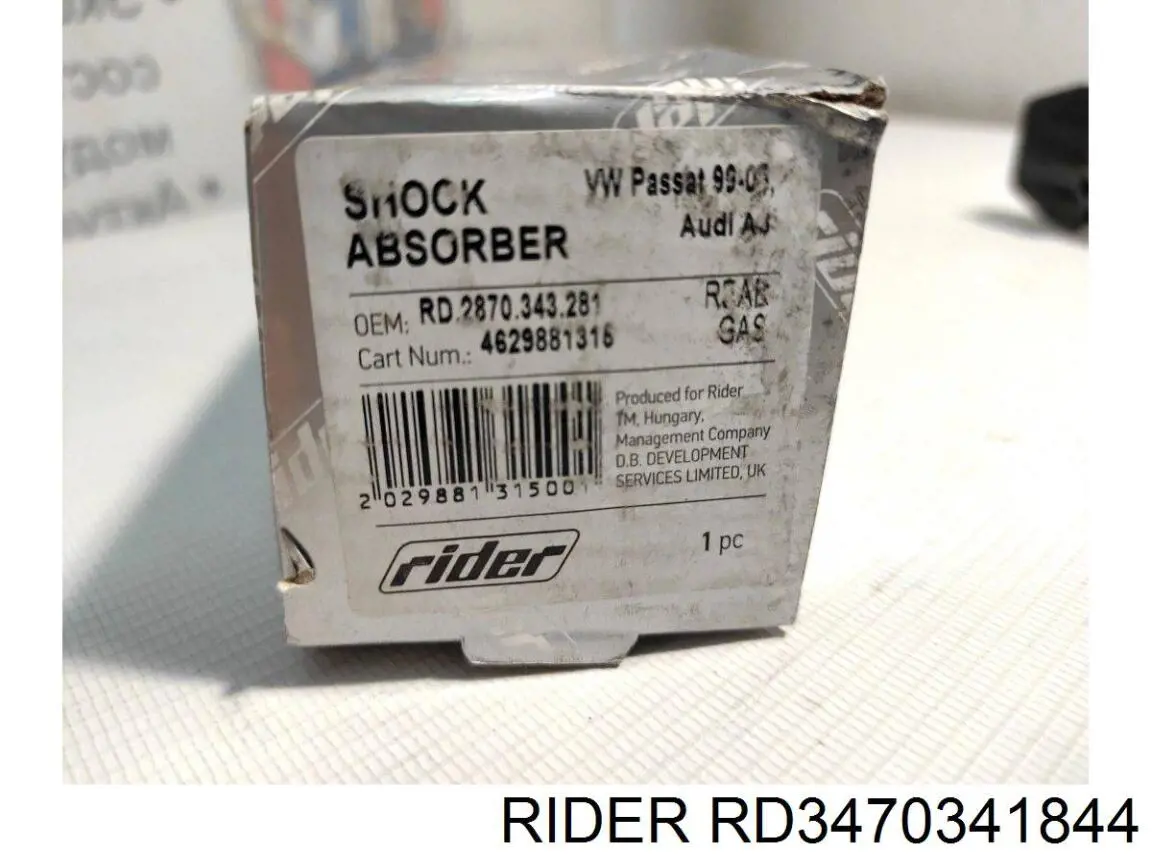 SHOCK
ABSORBER
VW Passat 99-05,
Audi A4
OEM: RD.2870.343.281
REAR
Cart Num.: 4629881315
GAS
Produced for Rider
TM, Hungary,
Management Company
D.B. DEVELOPMENT
SERVICES LIMITED, UK
2 029881 315001
rider
1 pc
RIDER RD3470341844